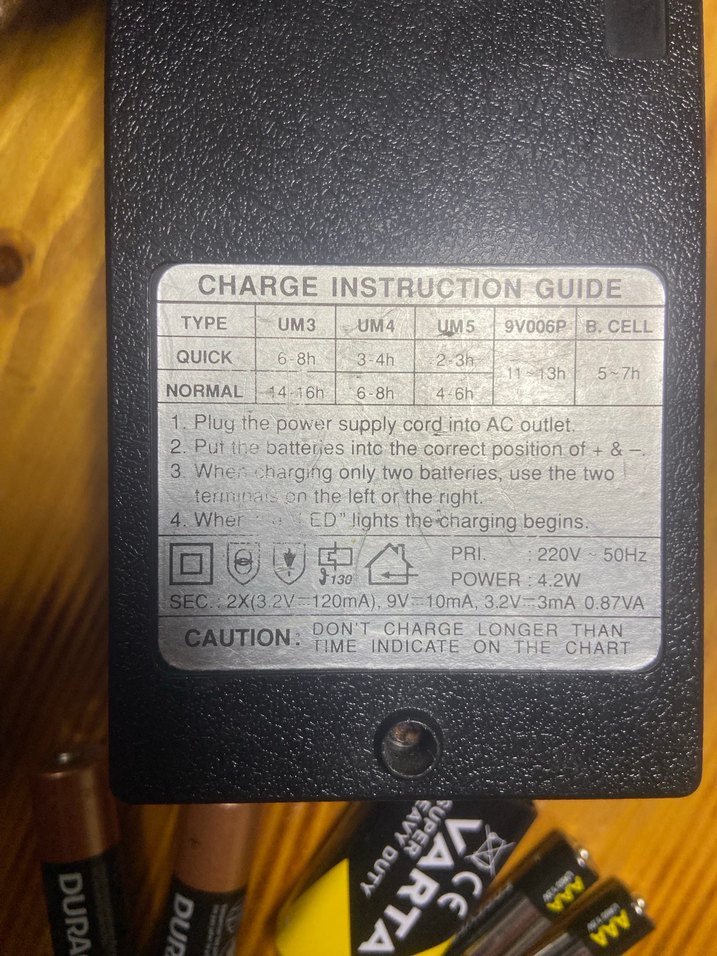 CHARGE INSTRUCTION GUIDE
TYPE UM3 UM4 UM5 9V006P B. CELL
QUICK 6-8h 3-4h 2-3h 11~13h 5~7h
NORMAL 14-16h 6-8h 4-6h
1. Plug the power supply cord into AC outlet.
2. Put the batteries into the correct position of + & –.
3. When charging only two batteries, use the two
terminals on the left or the right.
4. When ED" lights the charging begins.
ϑ130
PRI. : 220V ~ 50Hz
POWER : 4.2W
SEC. : 2X(3.2V⎓120mA), 9V⎓10mA, 3.2V⎓3mA 0.87VA
CAUTION: DON'T CHARGE LONGER THAN
TIME INDICATE ON THE CHART
DURA
DURA
SUPER
HEAVY DUTY
VARTA
CE
AAA
AAA